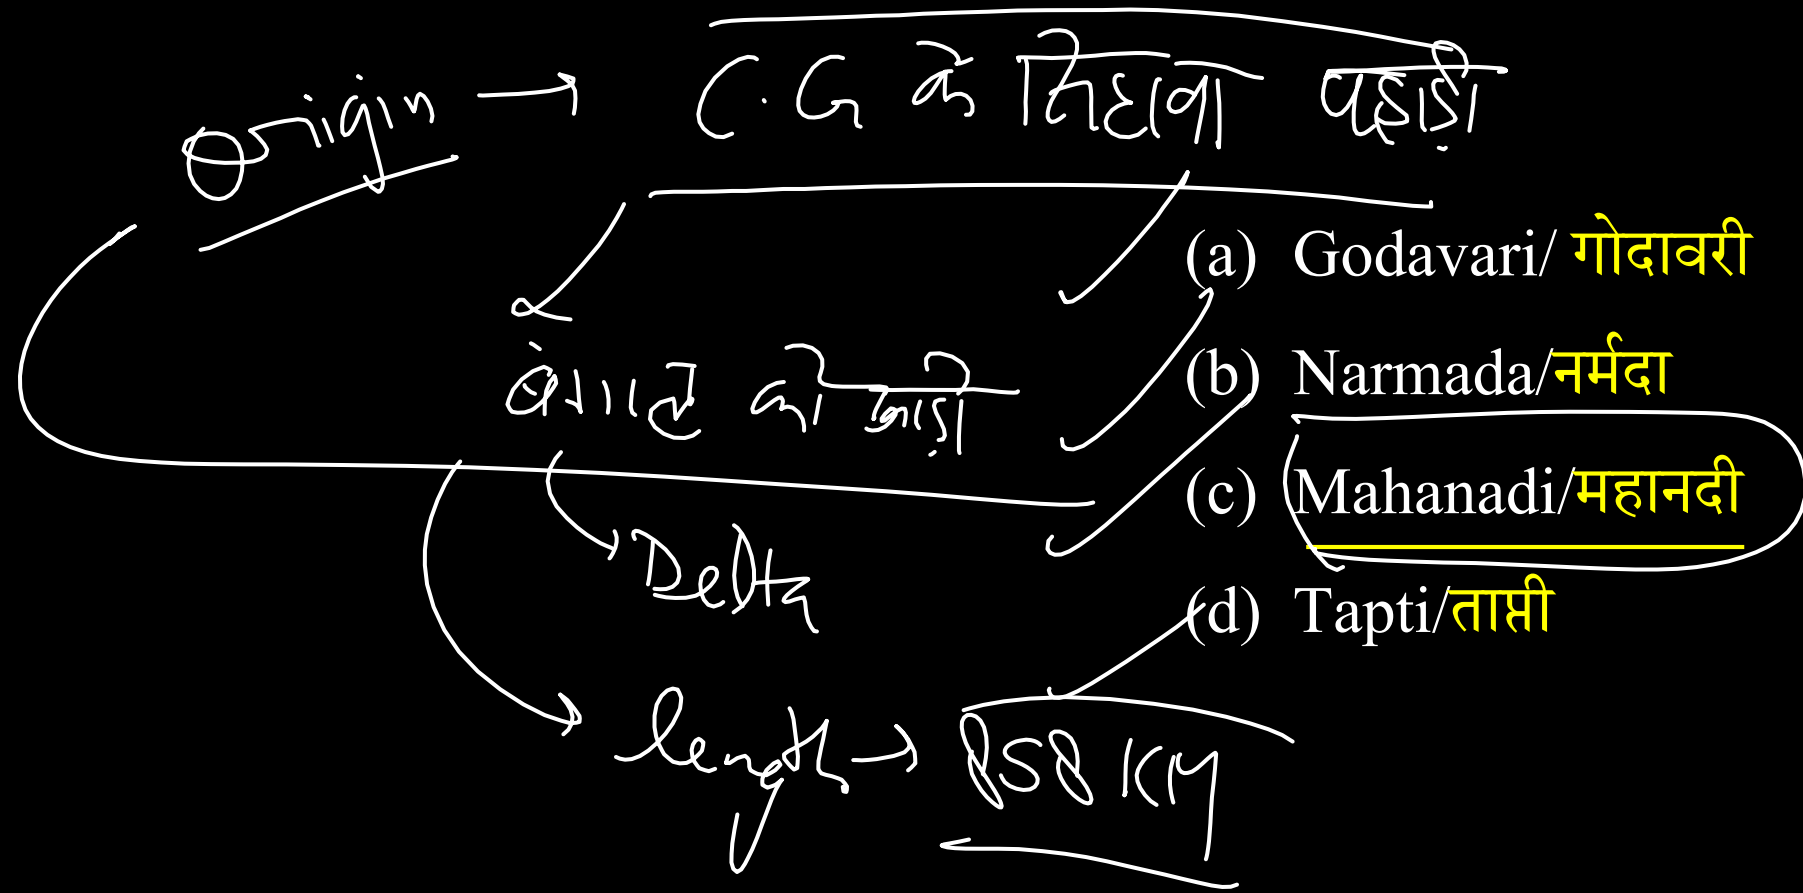 Origin → C.G के सिहावा पहाड़ी
(a) Godavari/ गोदावरी
बंगाल की खाड़ी
(b) Narmada/नर्मदा
(c) Mahanadi/महानदी
Delta
(d) Tapti/ताप्ती
length → 858 KM